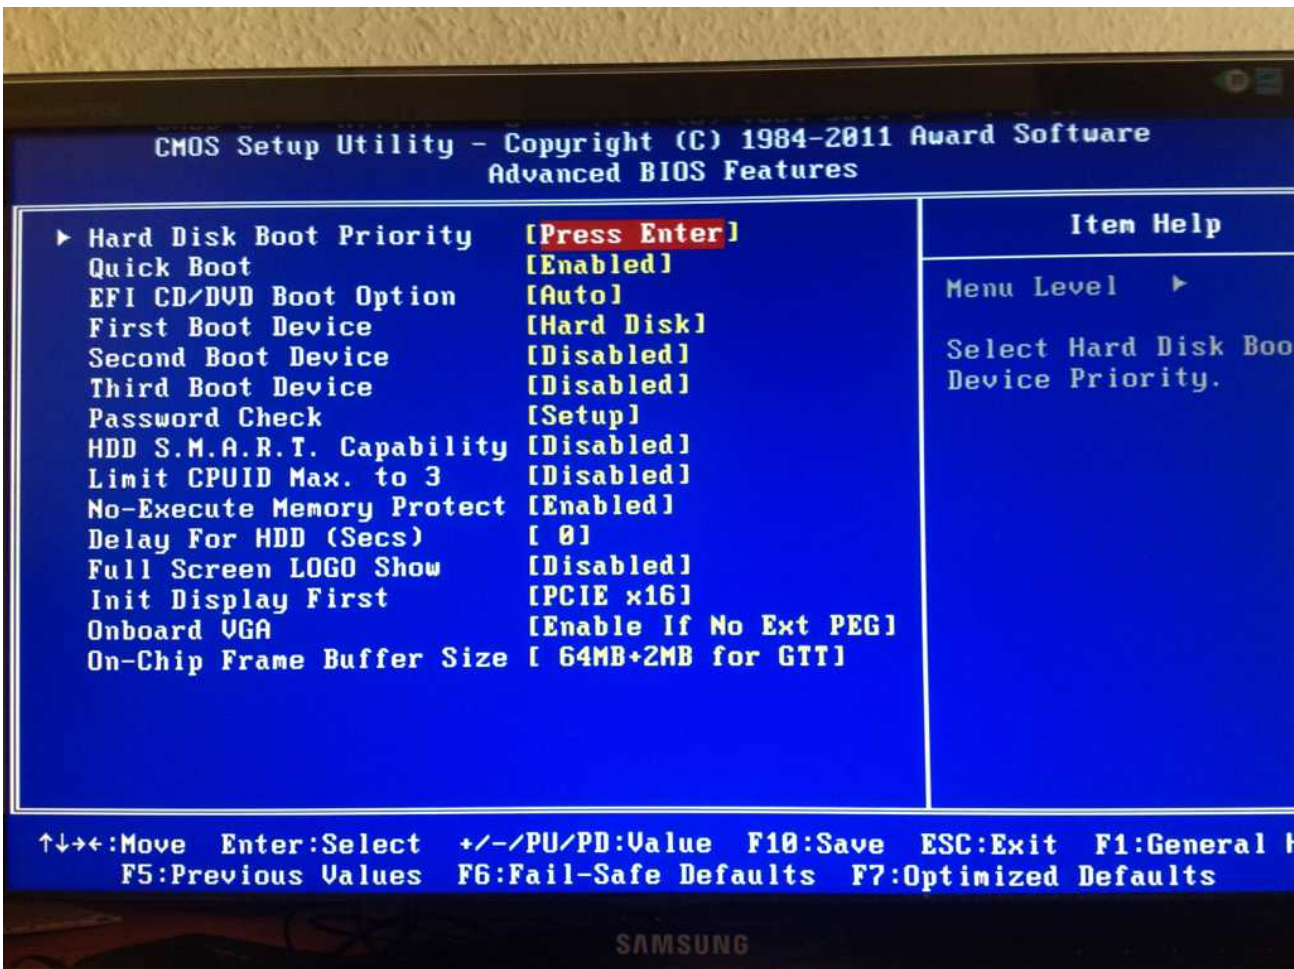 CMOS Setup Utility - Copyright (C) 1984-2011 Award Software
Advanced BIOS Features
▶ Hard Disk Boot Priority [Press Enter]
Quick Boot [Enabled]
EFI CD/DVD Boot Option [Auto]
First Boot Device [Hard Disk]
Second Boot Device [Disabled]
Third Boot Device [Disabled]
Password Check [Setup]
HDD S.M.A.R.T. Capability [Disabled]
Limit CPUID Max. to 3 [Disabled]
No-Execute Memory Protect [Enabled]
Delay For HDD (Secs) [ 0]
Full Screen LOGO Show [Disabled]
Init Display First [PCIE x16]
Onboard VGA [Enable If No Ext PEG]
On-Chip Frame Buffer Size [ 64MB+2MB for GTT]
Item Help
Menu Level ▶
Select Hard Disk Boo
Device Priority.
↑↓→←:Move Enter:Select +/-/PU/PD:Value F10:Save ESC:Exit F1:General H
F5:Previous Values F6:Fail-Safe Defaults F7:Optimized Defaults
SAMSUNG